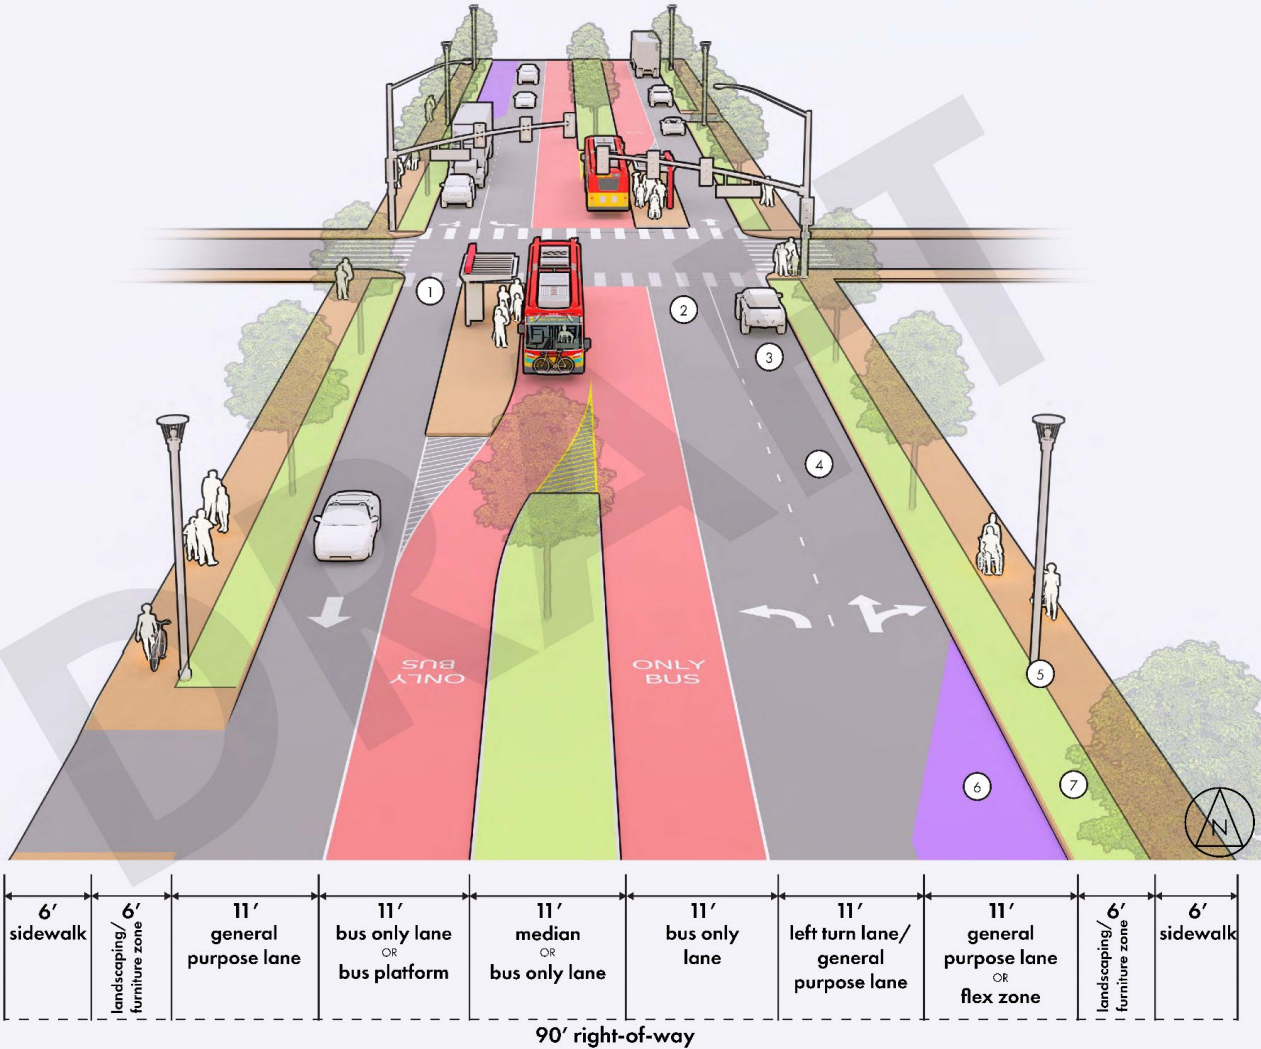 DRAFT
1
2
3
4
BUS
ONLY
ONLY
BUS
5
6
7
N
6'
sidewalk
6'
landscaping/
furniture zone
11'
general
purpose lane
11'
bus only lane
OR
bus platform
11'
median
OR
bus only lane
11'
bus only
lane
11'
left turn lane/
general
purpose lane
11'
general
purpose lane
OR
flex zone
6'
landscaping/
furniture zone
6'
sidewalk
90' right-of-way